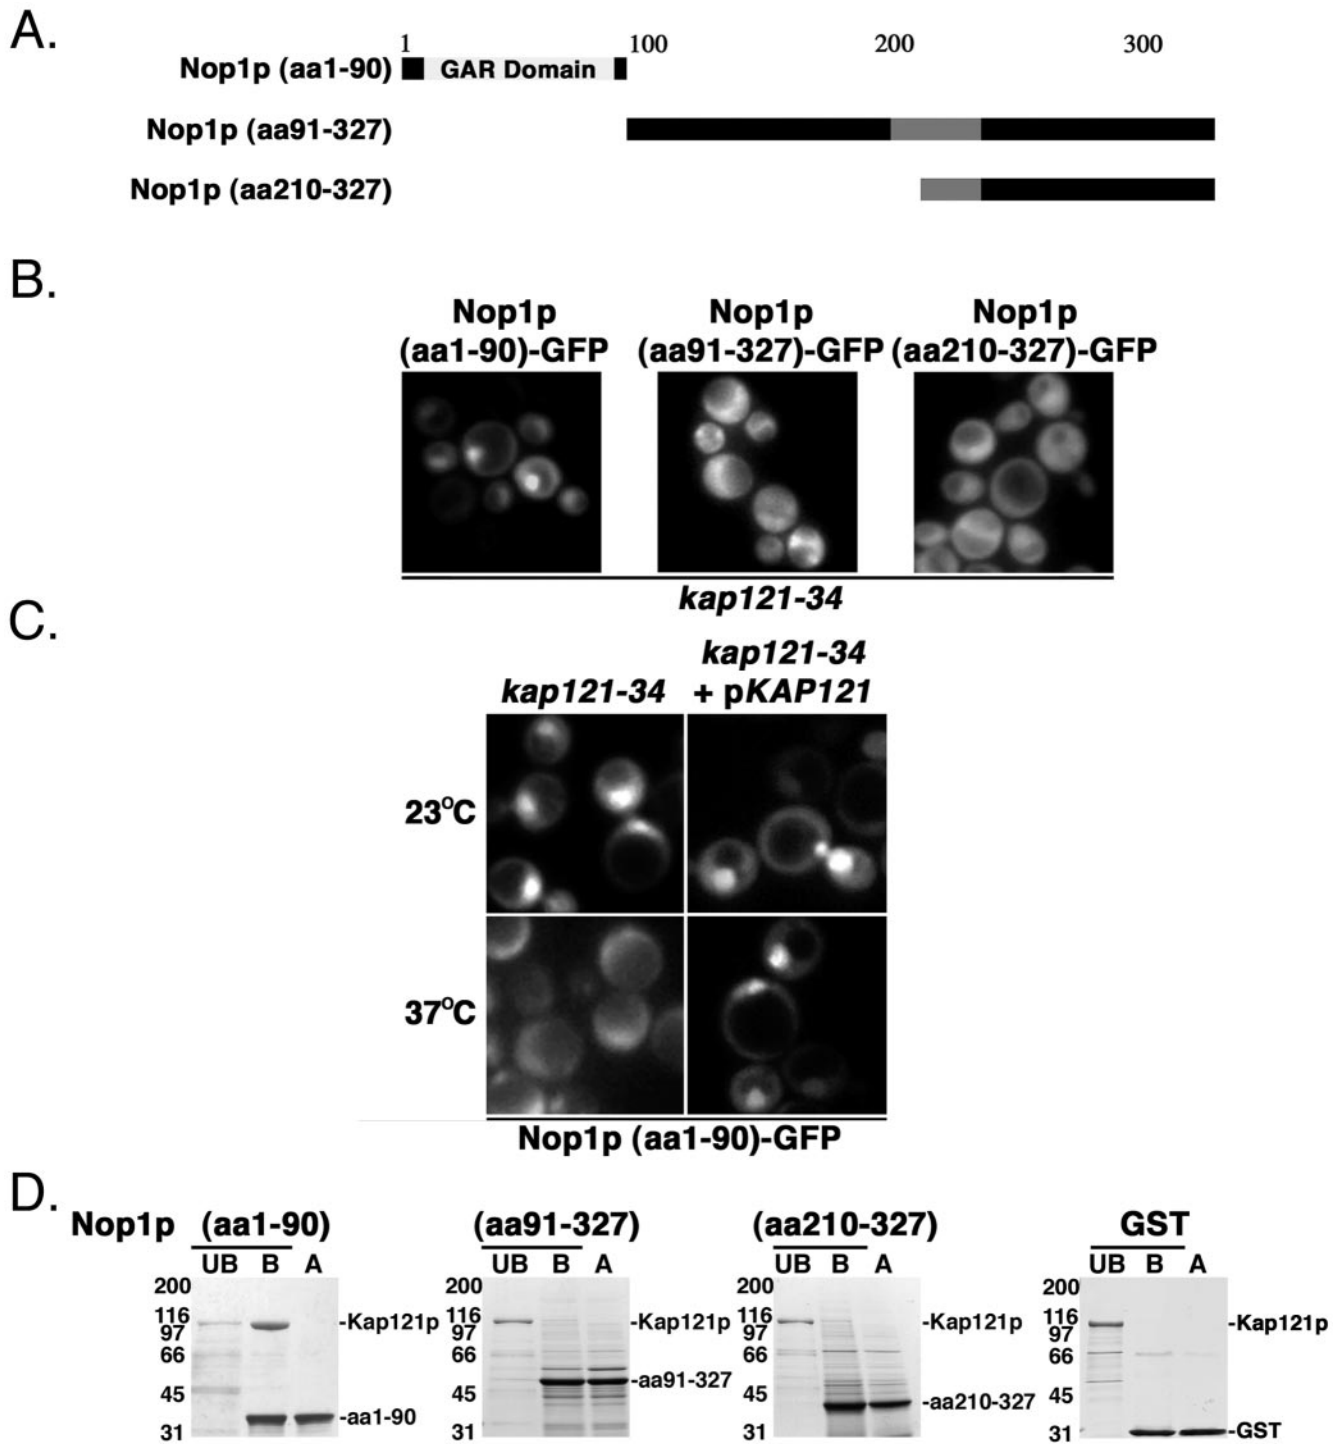 A.
1 100 200 300
Nop1p (aa1-90) GAR Domain
Nop1p (aa91-327)
Nop1p (aa210-327)
B.
Nop1p Nop1p Nop1p
(aa1-90)-GFP (aa91-327)-GFP (aa210-327)-GFP
kap121-34
C.
kap121-34
kap121-34 + pKAP121
23°C
37°C
Nop1p (aa1-90)-GFP
D.
Nop1p (aa1-90) (aa91-327) (aa210-327) GST
UB B A UB B A UB B A UB B A
200 200 200 200
116 -Kap121p 116 -Kap121p 116 -Kap121p 116 -Kap121p
97 97 97 97
66 66 66 66
-aa91-327
45 45 45 45
-aa1-90 -aa210-327
31 31 31 31 -GST